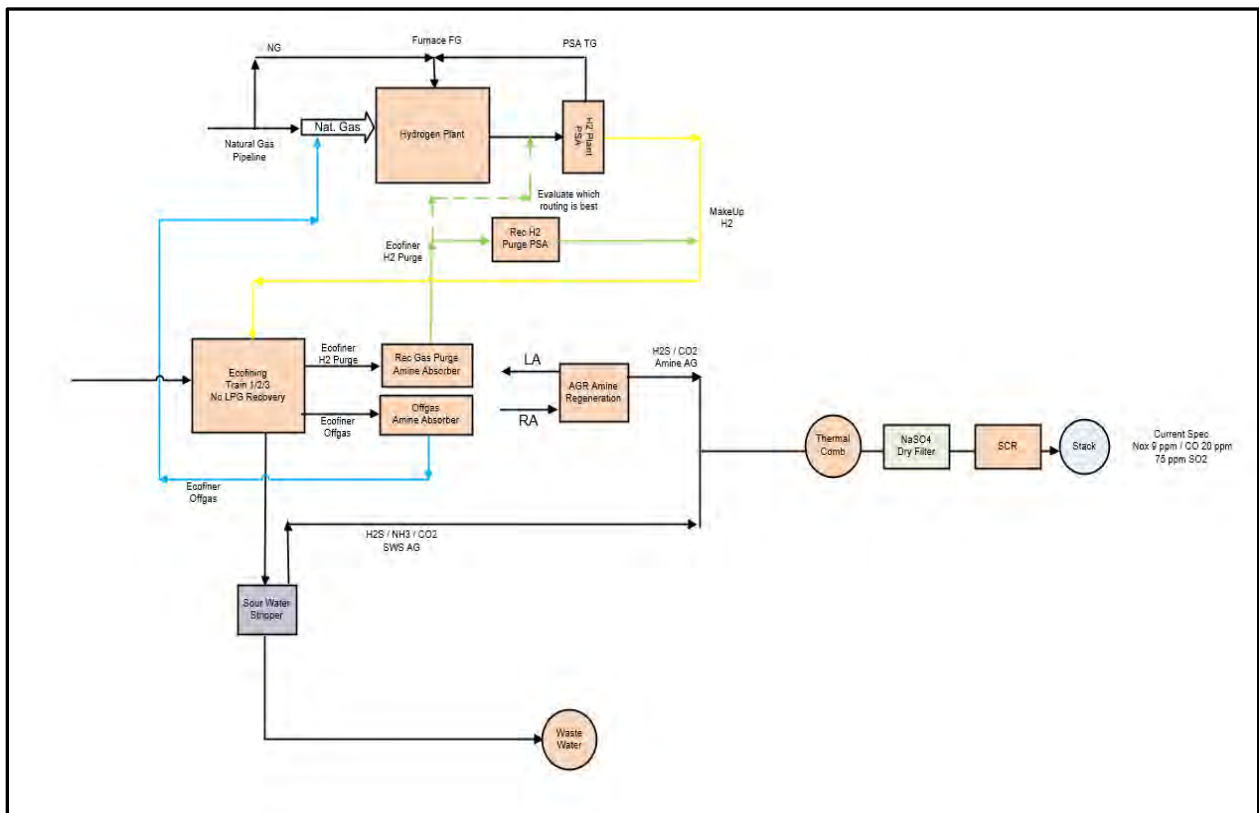 NG
Furnace FG
PSA TG
Nat. Gas
Hydrogen Plant
H2 Plant
PSA
Natural Gas
Pipeline
Evaluate which
routing is best
MakeUp
H2
Rec H2
Purge PSA
Ecofiner
H2 Purge
Ecofining
Train 1/2/3
No LPG Recovery
Ecofiner
H2 Purge
Rec Gas Purge
Amine Absorber
LA
RA
AGR Amine
Regeneration
H2S / CO2
Amine AG
Ecofiner
Offgas
Offgas
Amine Absorber
Thermal
Comb
NaSO4
Dry Filter
SCR
Stack
Current Spec
Nox 9 ppm / CO 20 ppm
75 ppm SO2
Ecofiner
Offgas
H2S / NH3 / CO2
SWS AG
Sour Water
Stripper
Waste
Water